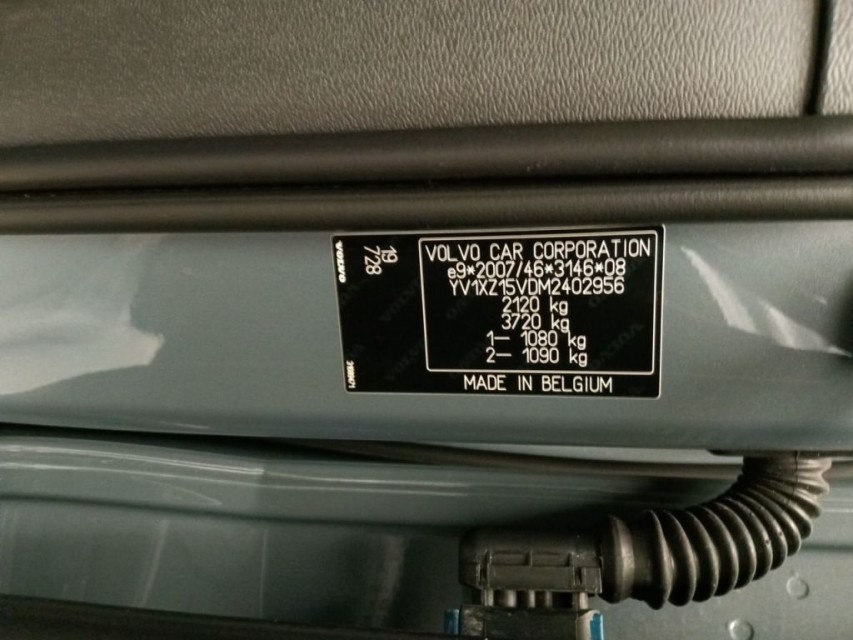 VOLVO
19
728
VOLVO CAR CORPORATION
e9*2007/46*3146*08
YV1XZ15VDM2402956
2120 kg
3720 kg
1– 1080 kg
2– 1090 kg
MADE IN BELGIUM